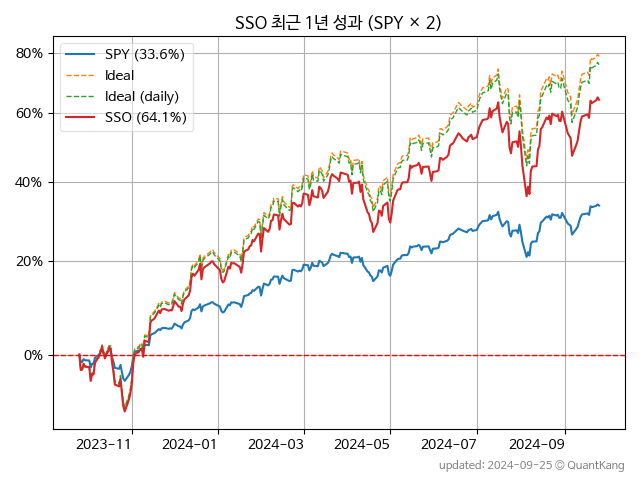 SSO 최근 1년 성과 (SPY × 2)
SPY (33.6%)
Ideal
Ideal (daily)
SSO (64.1%)
80%
60%
40%
20%
0%
2023-11 2024-01 2024-03 2024-05 2024-07 2024-09
updated: 2024-09-25 © QuantKang